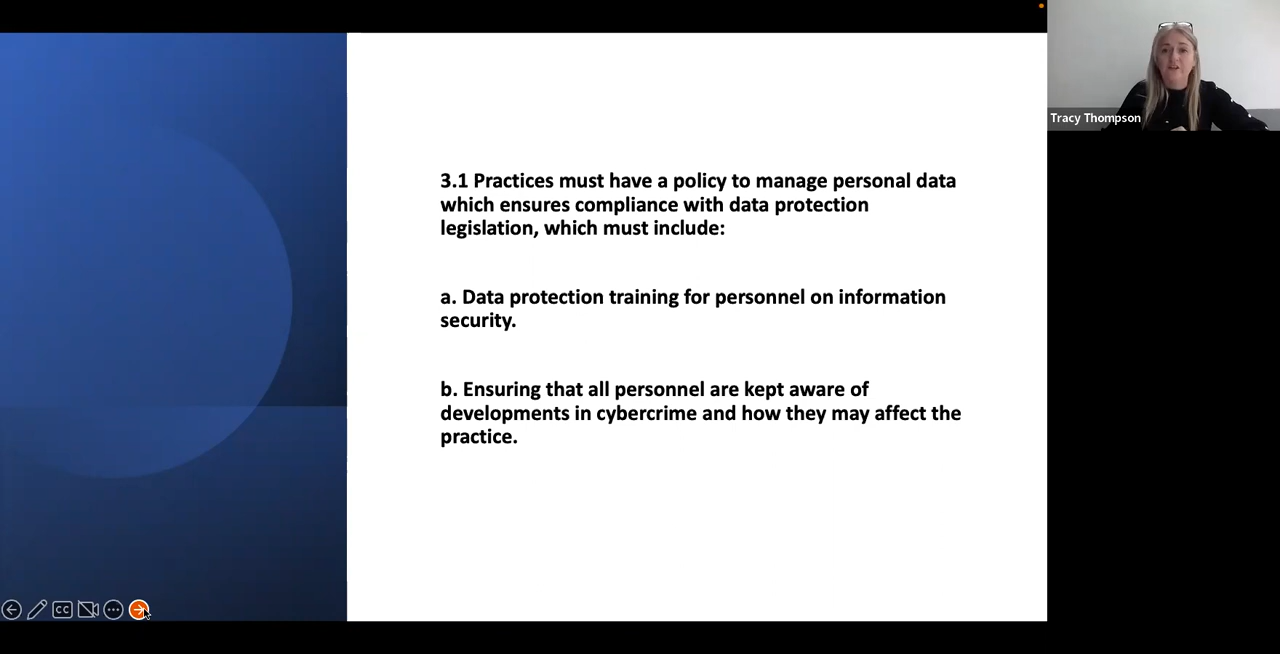 3.1 Practices must have a policy to manage personal data
which ensures compliance with data protection
legislation, which must include:
a. Data protection training for personnel on information
security.
b. Ensuring that all personnel are kept aware of
developments in cybercrime and how they may affect the
practice.
Tracy Thompson
CC